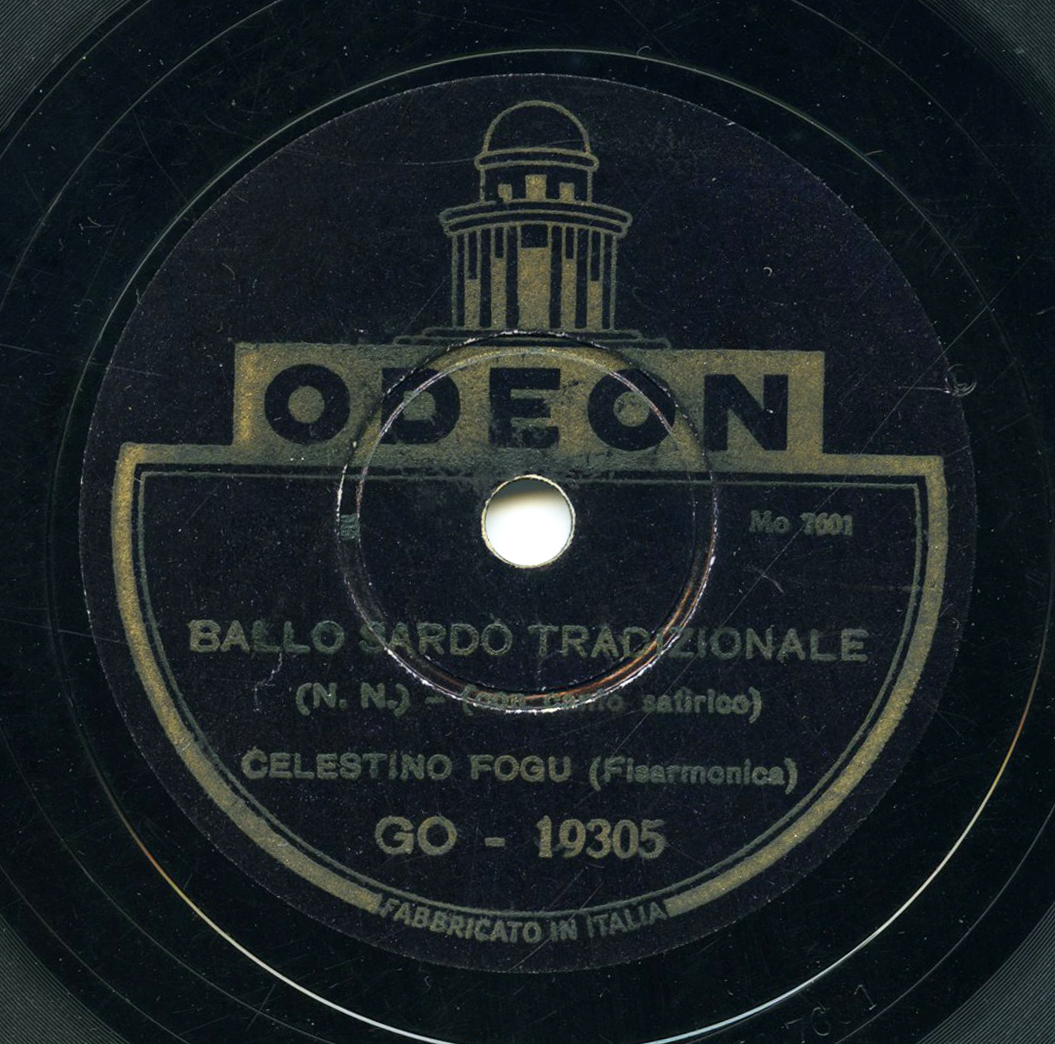 ODEON
Mo 7601
BALLO SARDO TRADIZIONALE
(N. N.) - (con canto satirico)
CELESTINO FOGU (Fisarmonica)
GO - 19305
FABBRICATO IN ITALIA